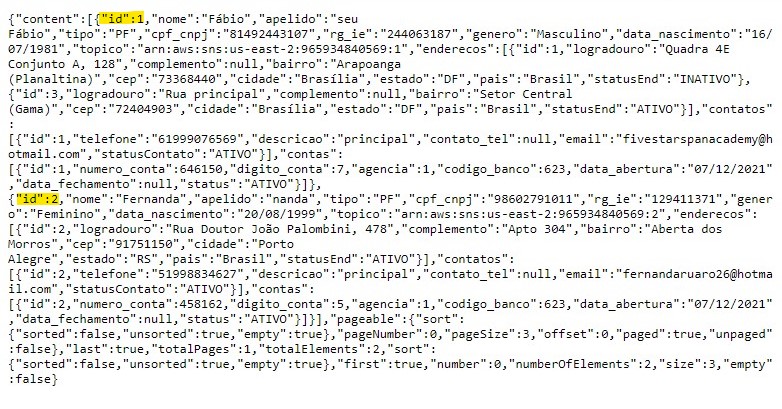 {"content":[{"id":1,"nome":"Fábio","apelido":"seu
Fábio","tipo":"PF","cpf_cnpj":"81492443107","rg_ie":"244063187","genero":"Masculino","data_nascimento":"16/
07/1981","topico":"arn:aws:sns:us-east-2:965934840569:1","enderecos":[{"id":1,"logradouro":"Quadra 4E
Conjunto A, 128","complemento":null,"bairro":"Arapoanga
(Planaltina)","cep":"73368440","cidade":"Brasília","estado":"DF","pais":"Brasil","statusEnd":"INATIVO"},
{"id":3,"logradouro":"Rua principal","complemento":null,"bairro":"Setor Central
(Gama)","cep":"72404903","cidade":"Brasília","estado":"DF","pais":"Brasil","statusEnd":"ATIVO"}],"contatos"
:
[{"id":1,"telefone":"61999076569","descricao":"principal","contato_tel":null,"email":"fivestarspanacademy@h
otmail.com","statusContato":"ATIVO"}],"contas":
[{"id":1,"numero_conta":646150,"digito_conta":7,"agencia":1,"codigo_banco":623,"data_abertura":"07/12/2021"
,"data_fechamento":null,"status":"ATIVO"}]},
{"id":2,"nome":"Fernanda","apelido":"nanda","tipo":"PF","cpf_cnpj":"98602791011","rg_ie":"129411371","gener
o":"Feminino","data_nascimento":"20/08/1999","topico":"arn:aws:sns:us-east-2:965934840569:2","enderecos":
[{"id":2,"logradouro":"Rua Doutor João Palombini, 478","complemento":"Apto 304","bairro":"Aberta dos
Morros","cep":"91751150","cidade":"Porto
Alegre","estado":"RS","pais":"Brasil","statusEnd":"ATIVO"}],"contatos":
[{"id":2,"telefone":"51998834627","descricao":"principal","contato_tel":null,"email":"fernandaruaro26@hotma
il.com","statusContato":"ATIVO"}],"contas":
[{"id":2,"numero_conta":458162,"digito_conta":5,"agencia":1,"codigo_banco":623,"data_abertura":"07/12/2021"
,"data_fechamento":null,"status":"ATIVO"}]}],"pageable":{"sort":
{"sorted":false,"unsorted":true,"empty":true},"pageNumber":0,"pageSize":3,"offset":0,"paged":true,"unpaged"
:false},"last":true,"totalPages":1,"totalElements":2,"sort":
{"sorted":false,"unsorted":true,"empty":true},"first":true,"number":0,"numberOfElements":2,"size":3,"empty"
:false}